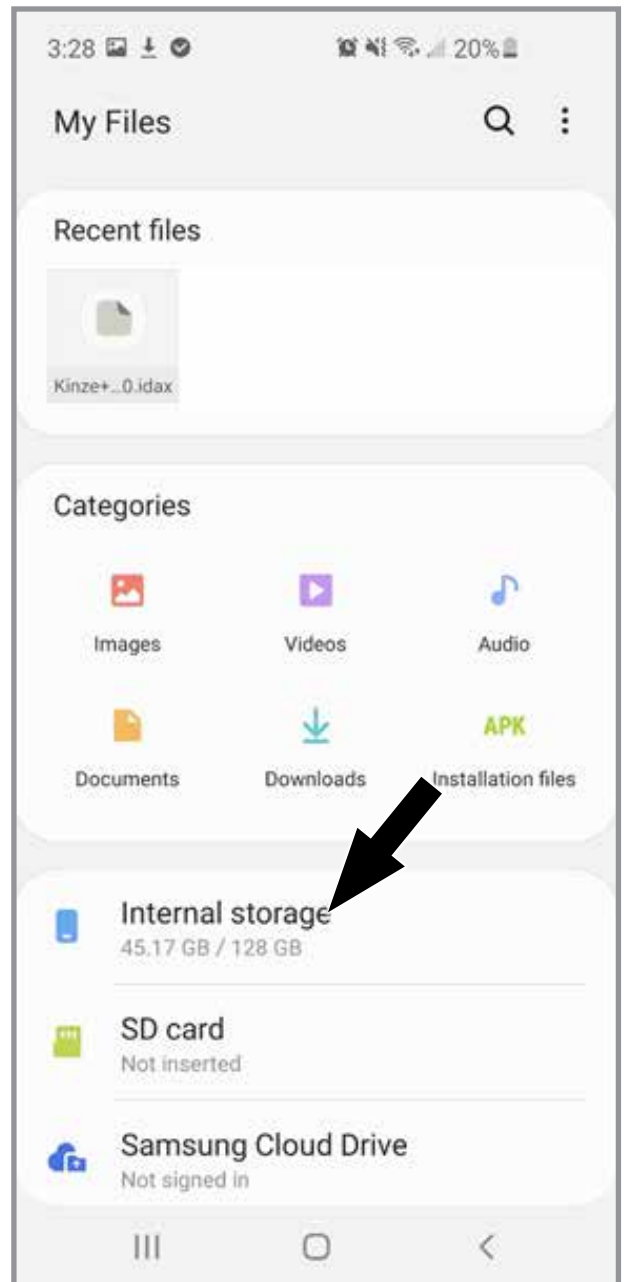 3:28 20%
My Files
Recent files
Kinze+...0.idax
Categories
Images Videos Audio
APK
Documents Downloads Installation files
Internal storage
45.17 GB / 128 GB
SD card
Not inserted
Samsung Cloud Drive
Not signed in